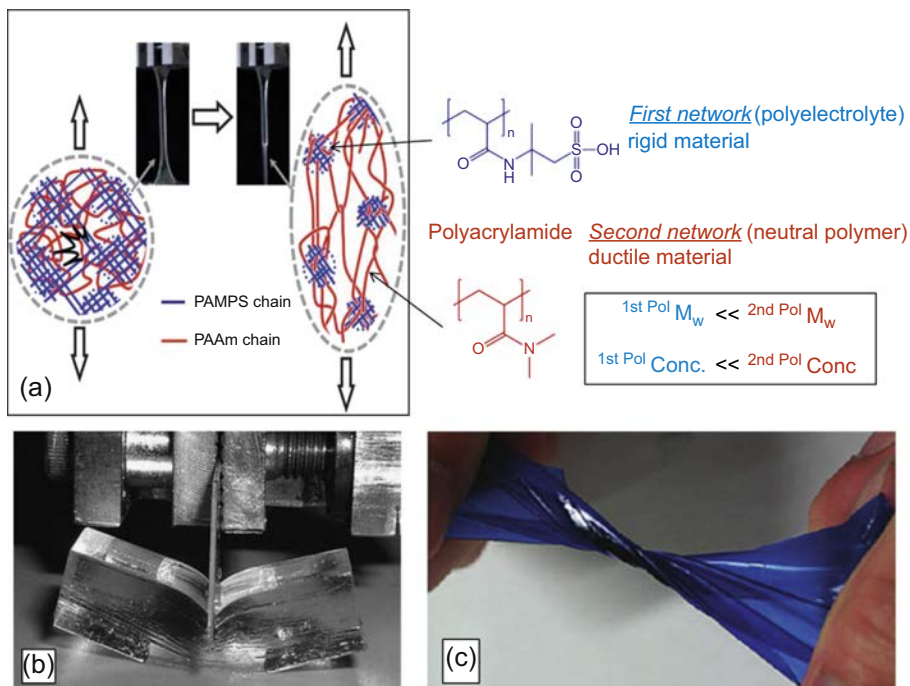 First network (polyelectrolyte)
rigid material
n
O
N
H
S
O
O
OH
Polyacrylamide
Second network (neutral polymer)
ductile material
n
O
N
1st Pol Mw << 2nd Pol Mw
1st Pol Conc. << 2nd Pol Conc
PAMPS chain
PAAm chain
(a)
(b)
(c)